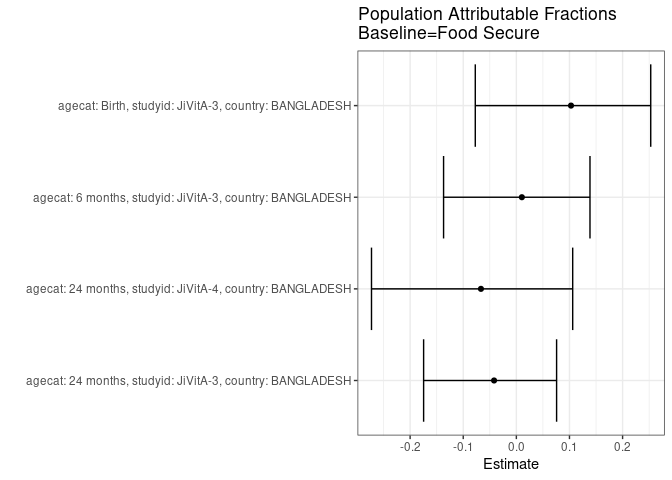 Population Attributable Fractions
Baseline=Food Secure
agecat: Birth, studyid: JiVitA-3, country: BANGLADESH
agecat: 6 months, studyid: JiVitA-3, country: BANGLADESH
agecat: 24 months, studyid: JiVitA-4, country: BANGLADESH
agecat: 24 months, studyid: JiVitA-3, country: BANGLADESH
-0.2 -0.1 0.0 0.1 0.2
Estimate